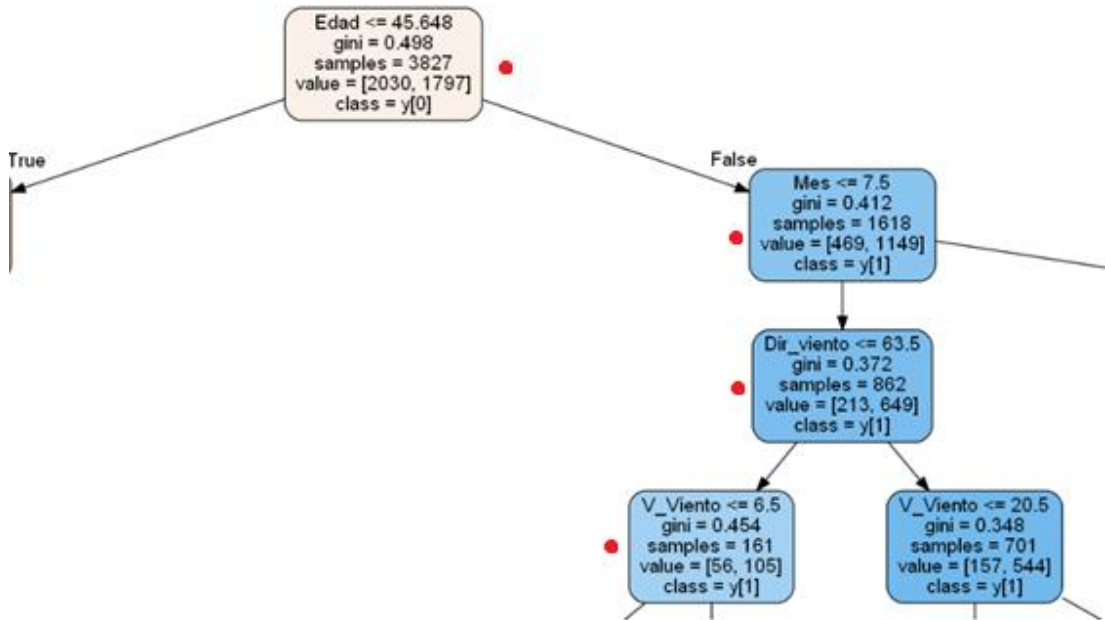 Edad <= 45.648
gini = 0.498
samples = 3827
value = [2030, 1797]
class = y[0]
True
False
Mes <= 7.5
gini = 0.412
samples = 1618
value = [469, 1149]
class = y[1]
Dir_viento <= 63.5
gini = 0.372
samples = 862
value = [213, 649]
class = y[1]
V_Viento <= 6.5
gini = 0.454
samples = 161
value = [56, 105]
class = y[1]
V_Viento <= 20.5
gini = 0.348
samples = 701
value = [157, 544]
class = y[1]